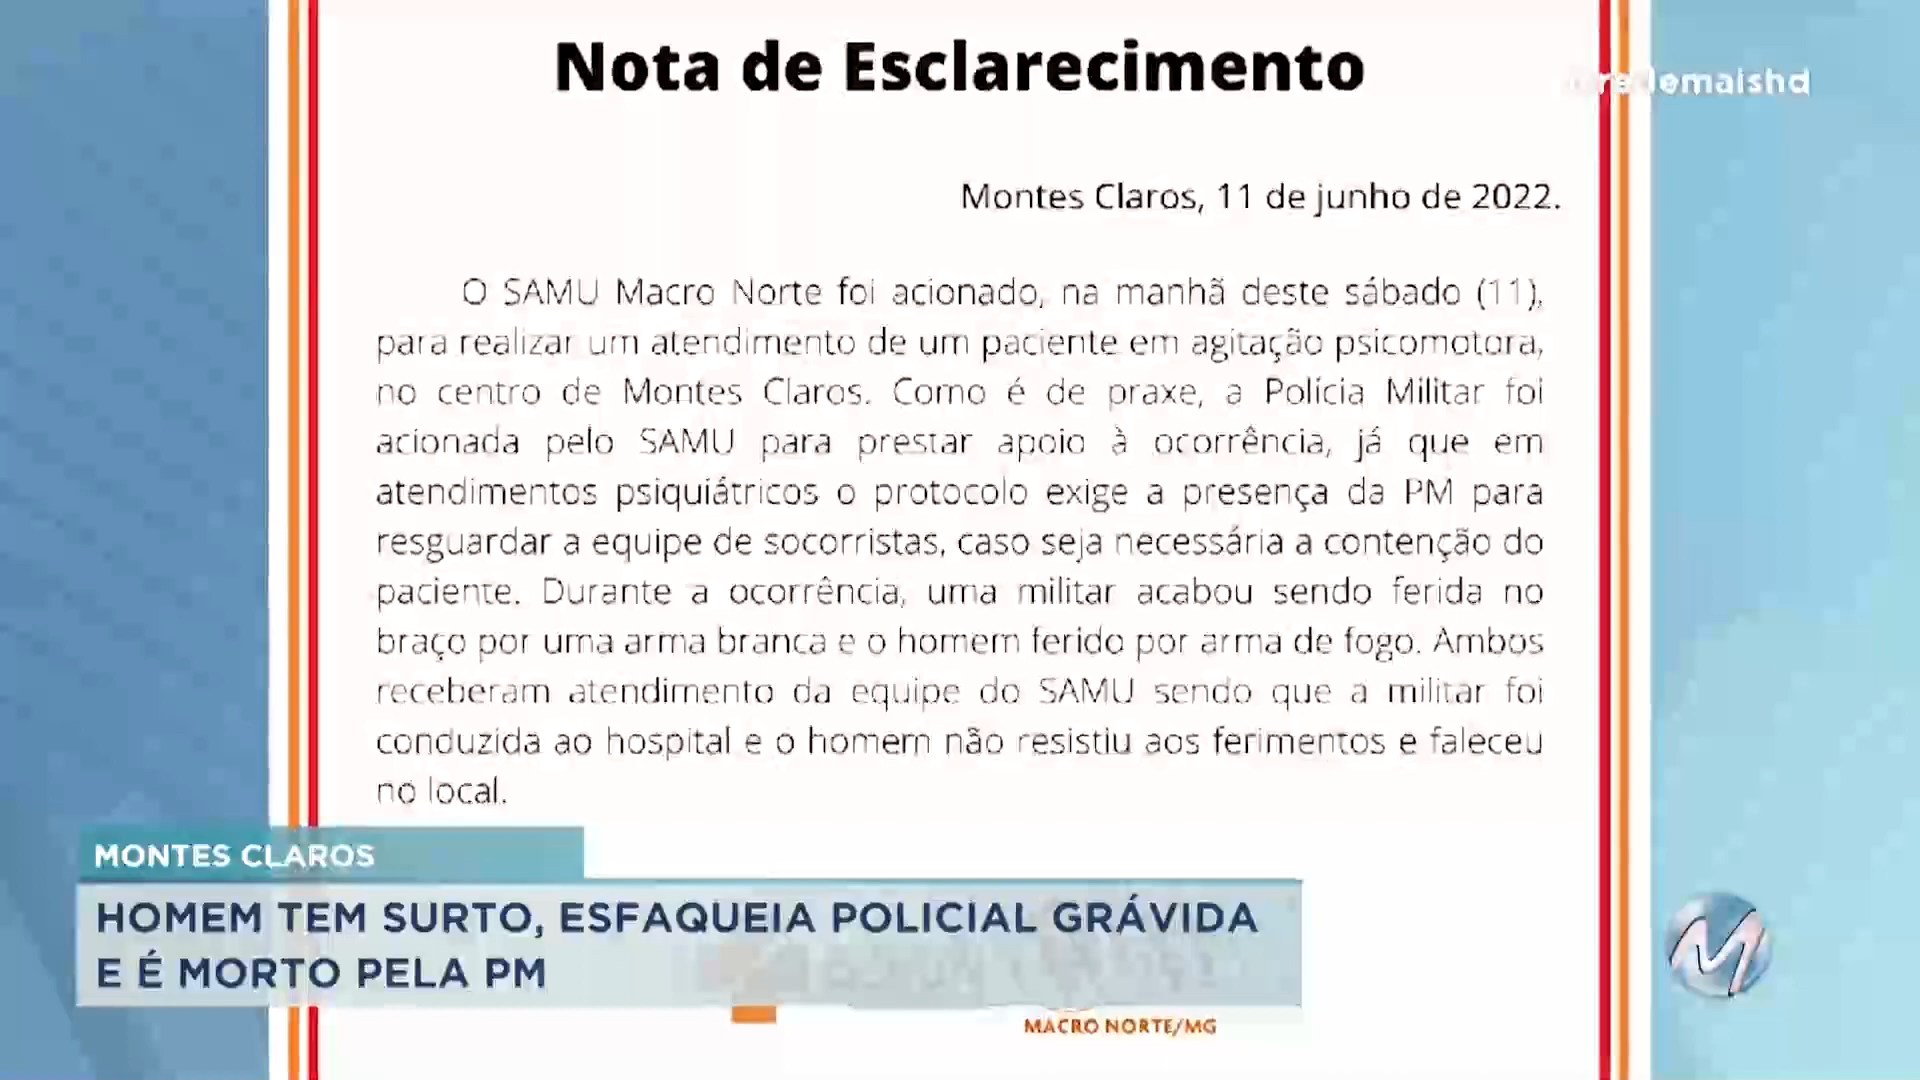 Nota de Esclarecimento
emaishd
Montes Claros, 11 de junho de 2022.
O SAMU Macro Norte foi acionado, na manhã deste sábado (11),
para realizar um atendimento de um paciente em agitação psicomotora,
no centro de Montes Claros. Como é de praxe, a Polícia Militar foi
acionada pelo SAMU para prestar apoio à ocorrência, já que em
atendimentos psiquiátricos o protocolo exige a presença da PM para
resguardar a equipe de socorristas, caso seja necessária a contenção do
paciente. Durante a ocorrência, uma militar acabou sendo ferida no
braço por uma arma branca e o homem ferido por arma de fogo. Ambos
receberam atendimento da equipe do SAMU sendo que a militar foi
conduzida ao hospital e o homem não resistiu aos ferimentos e faleceu
no local.
MONTES CLAROS
HOMEM TEM SURTO, ESFAQUEIA POLICIAL GRÁVIDA
E É MORTO PELA PM
M
MACRO NORTE/MG